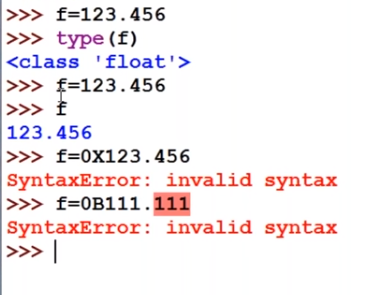 >>> f=123.456
>>> type(f)
<class 'float'>
>>> f=123.456
>>> f
123.456
>>> f=0X123.456
SyntaxError: invalid syntax
>>> f=0B111.111
SyntaxError: invalid syntax
>>>